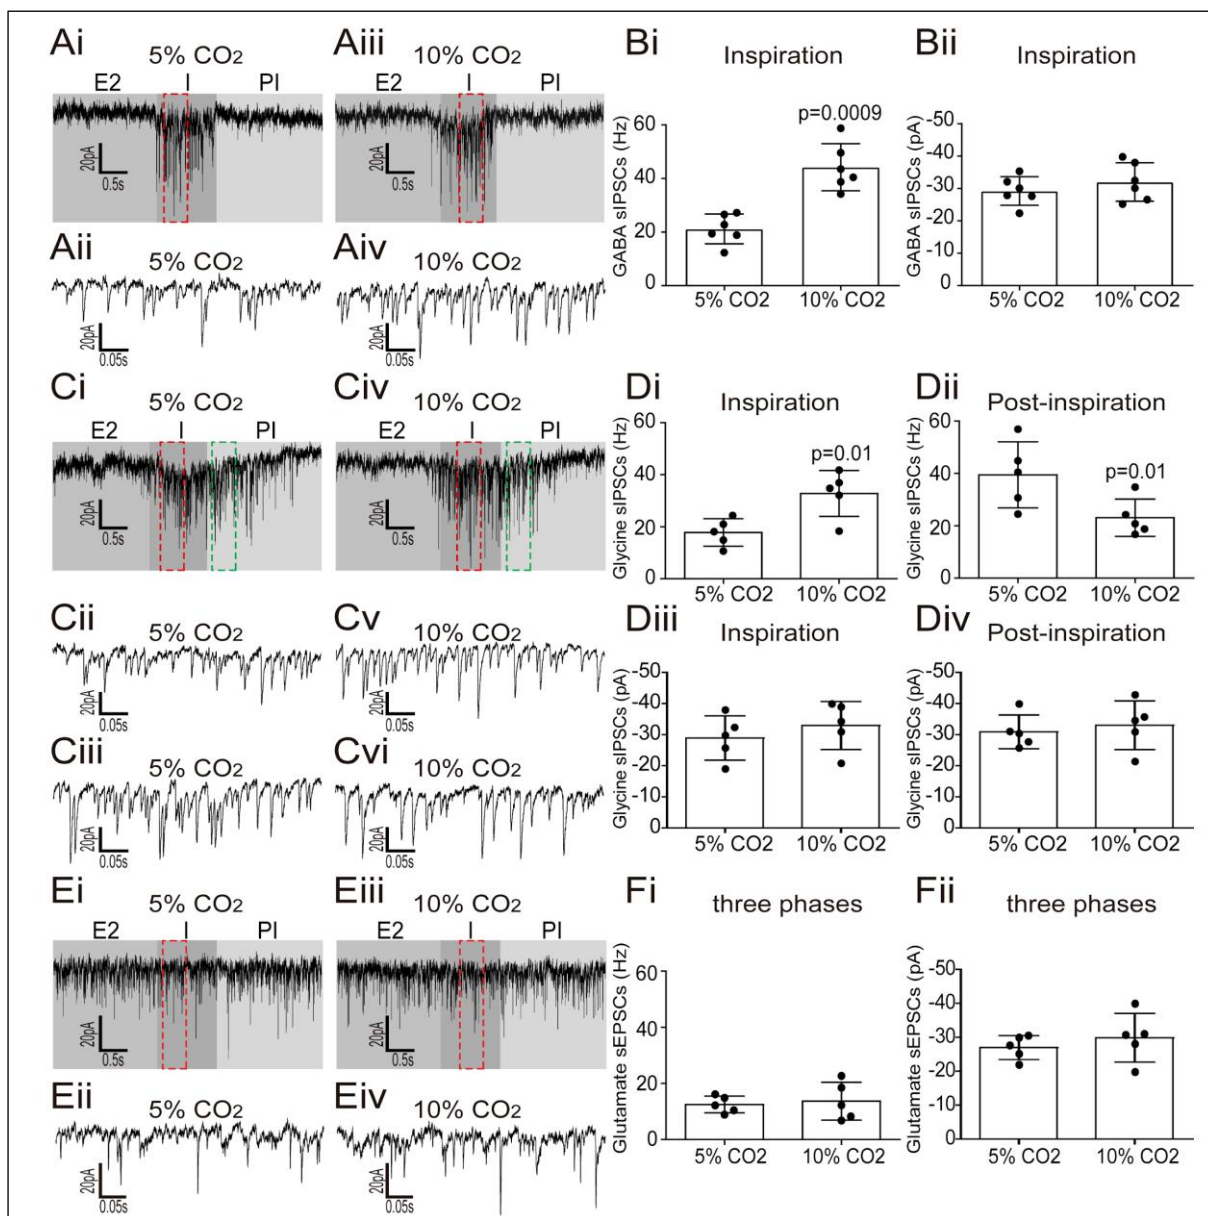 Ai
5% CO2
E2 I PI
20pA
0.5s
Aiii
10% CO2
E2 I PI
20pA
0.5s
Bi
Inspiration
GABA sIPSCs (Hz)
60
40
20
0
p=0.0009
5% CO2 10% CO2
Bii
Inspiration
GABA sIPSCs (pA)
-50
-40
-30
-20
-10
0
5% CO2 10% CO2
Aii
5% CO2
20pA
0.05s
Aiv
10% CO2
20pA
0.05s
Ci
5% CO2
E2 I PI
20pA
0.5s
Civ
10% CO2
E2 I PI
20pA
0.5s
Di
Inspiration
Glycine sIPSCs (Hz)
60
40
20
0
p=0.01
5% CO2 10% CO2
Dii
Post-inspiration
Glycine sIPSCs (Hz)
60
40
20
0
p=0.01
5% CO2 10% CO2
Cii
5% CO2
20pA
0.05s
Cv
10% CO2
20pA
0.05s
Diii
Inspiration
Glycine sIPSCs (pA)
-50
-40
-30
-20
-10
0
5% CO2 10% CO2
Div
Post-inspiration
Glycine sIPSCs (pA)
-50
-40
-30
-20
-10
0
5% CO2 10% CO2
Ciii
5% CO2
20pA
0.05s
Cvi
10% CO2
20pA
0.05s
Ei
5% CO2
E2 I PI
20pA
0.5s
Eiii
10% CO2
E2 I PI
20pA
0.5s
Fi
three phases
Glutamate sEPSCs (Hz)
60
40
20
0
5% CO2 10% CO2
Fii
three phases
Glutamate sEPSCs (pA)
-50
-40
-30
-20
-10
0
5% CO2 10% CO2
Eii
5% CO2
20pA
0.05s
Eiv
10% CO2
20pA
0.05s